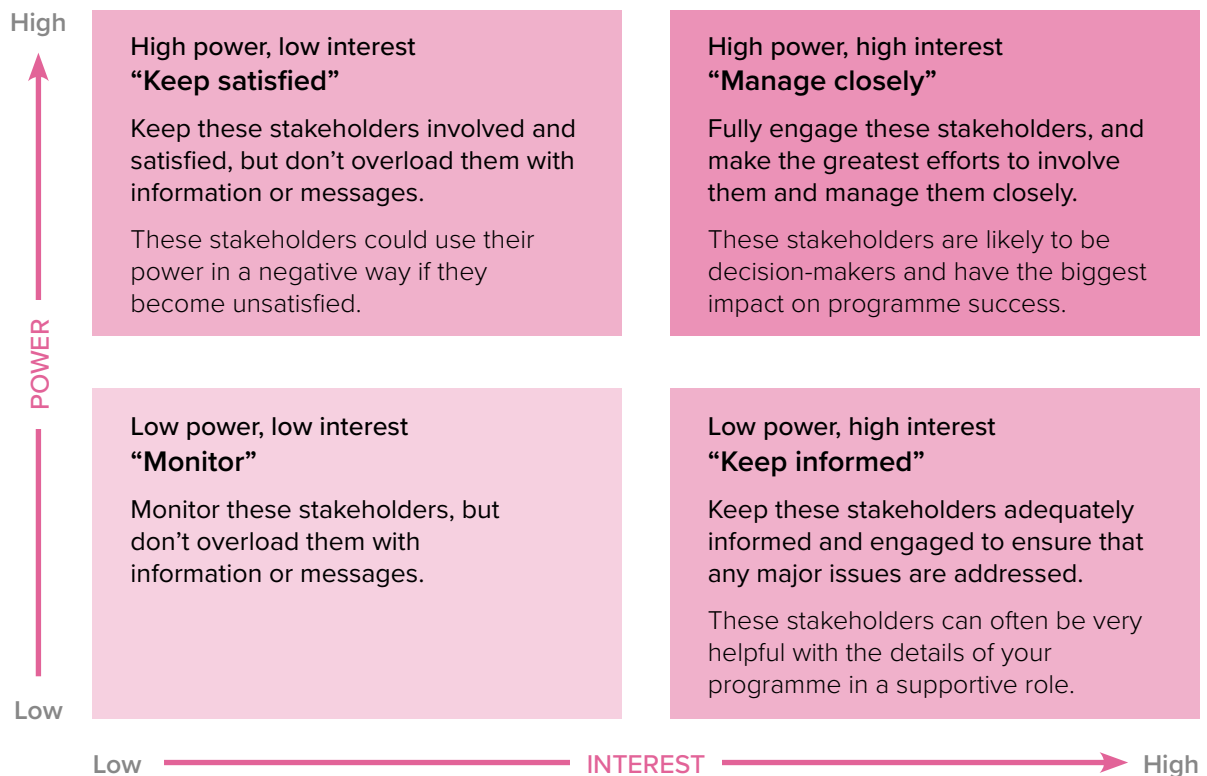 High
High power, low interest
“Keep satisfied”
Keep these stakeholders involved and
satisfied, but don’t overload them with
information or messages.
These stakeholders could use their
power in a negative way if they
become unsatisfied.
High power, high interest
“Manage closely”
Fully engage these stakeholders, and
make the greatest efforts to involve
them and manage them closely.
These stakeholders are likely to be
decision-makers and have the biggest
impact on programme success.
POWER
Low power, low interest
“Monitor”
Monitor these stakeholders, but
don’t overload them with
information or messages.
Low power, high interest
“Keep informed”
Keep these stakeholders adequately
informed and engaged to ensure that
any major issues are addressed.
These stakeholders can often be very
helpful with the details of your
programme in a supportive role.
Low
Low
INTEREST
High